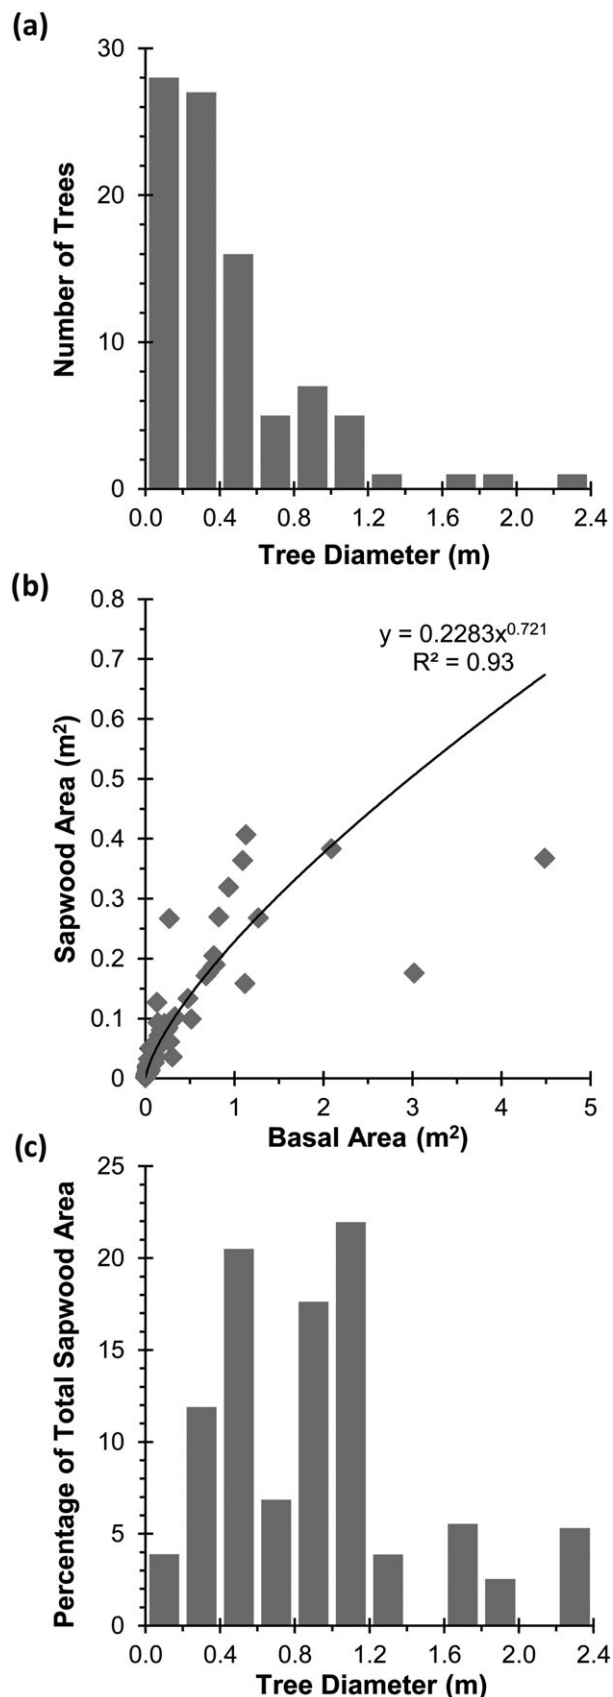 (a)
30
20
10
0
Number of Trees
0.0 0.4 0.8 1.2 1.6 2.0 2.4
Tree Diameter (m)
(b)
0.8
0.7
0.6
0.5
0.4
0.3
0.2
0.1
0
Sapwood Area (m²)
y = 0.2283x^0.721
R² = 0.93
0 1 2 3 4 5
Basal Area (m²)
(c)
25
20
15
10
5
0
Percentage of Total Sapwood Area
0.0 0.4 0.8 1.2 1.6 2.0 2.4
Tree Diameter (m)